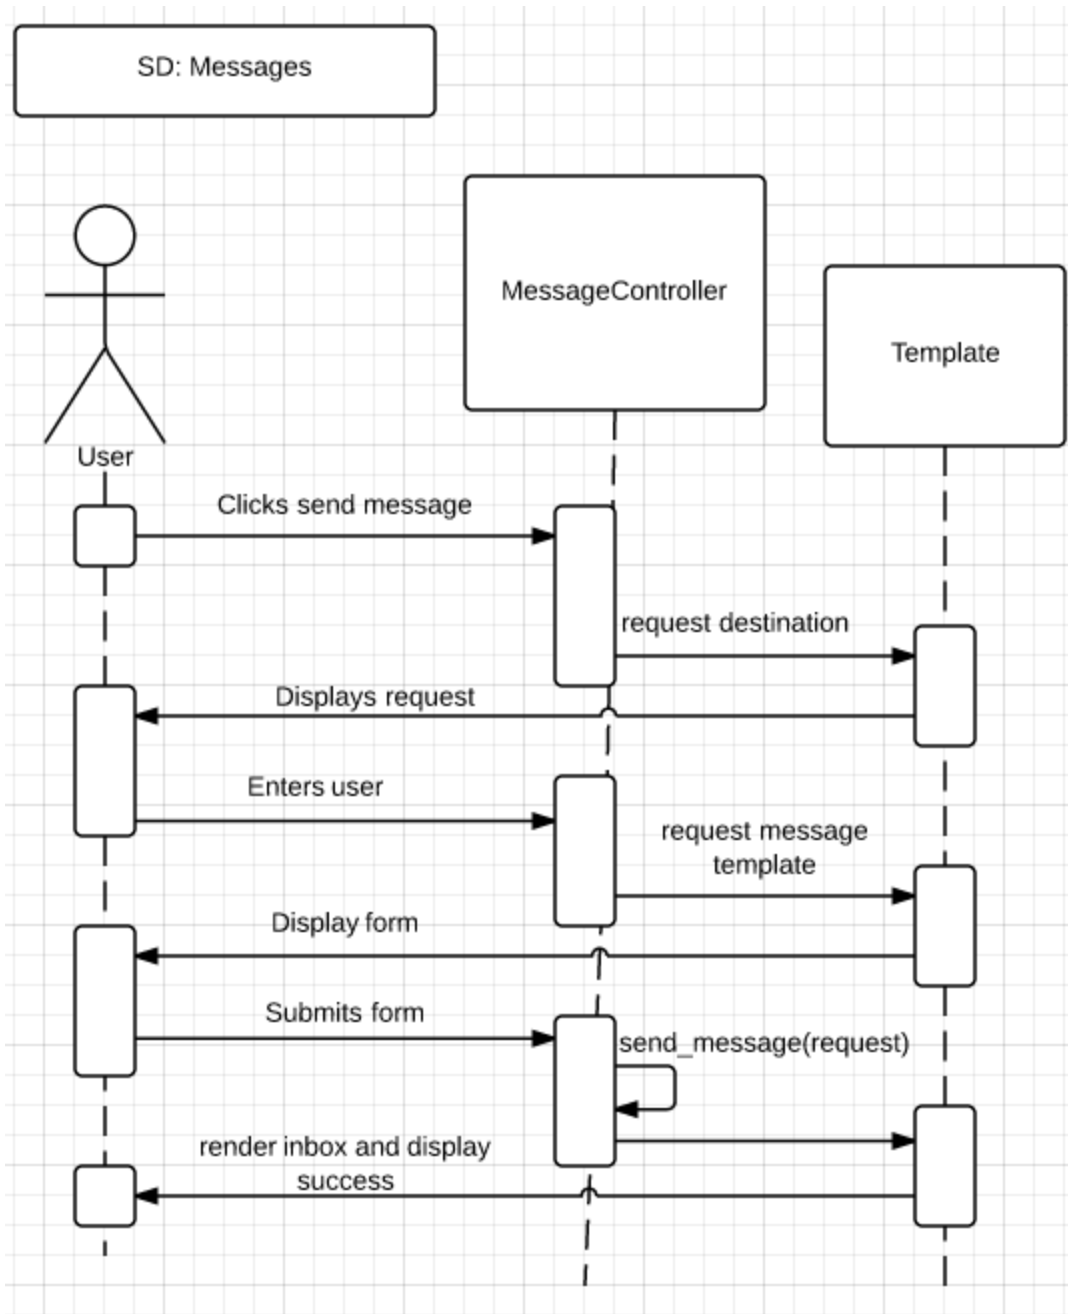 SD: Messages
MessageController
Template
User
Clicks send message
request destination
Displays request
Enters user
request message
template
Display form
Submits form
send_message(request)
render inbox and display
success